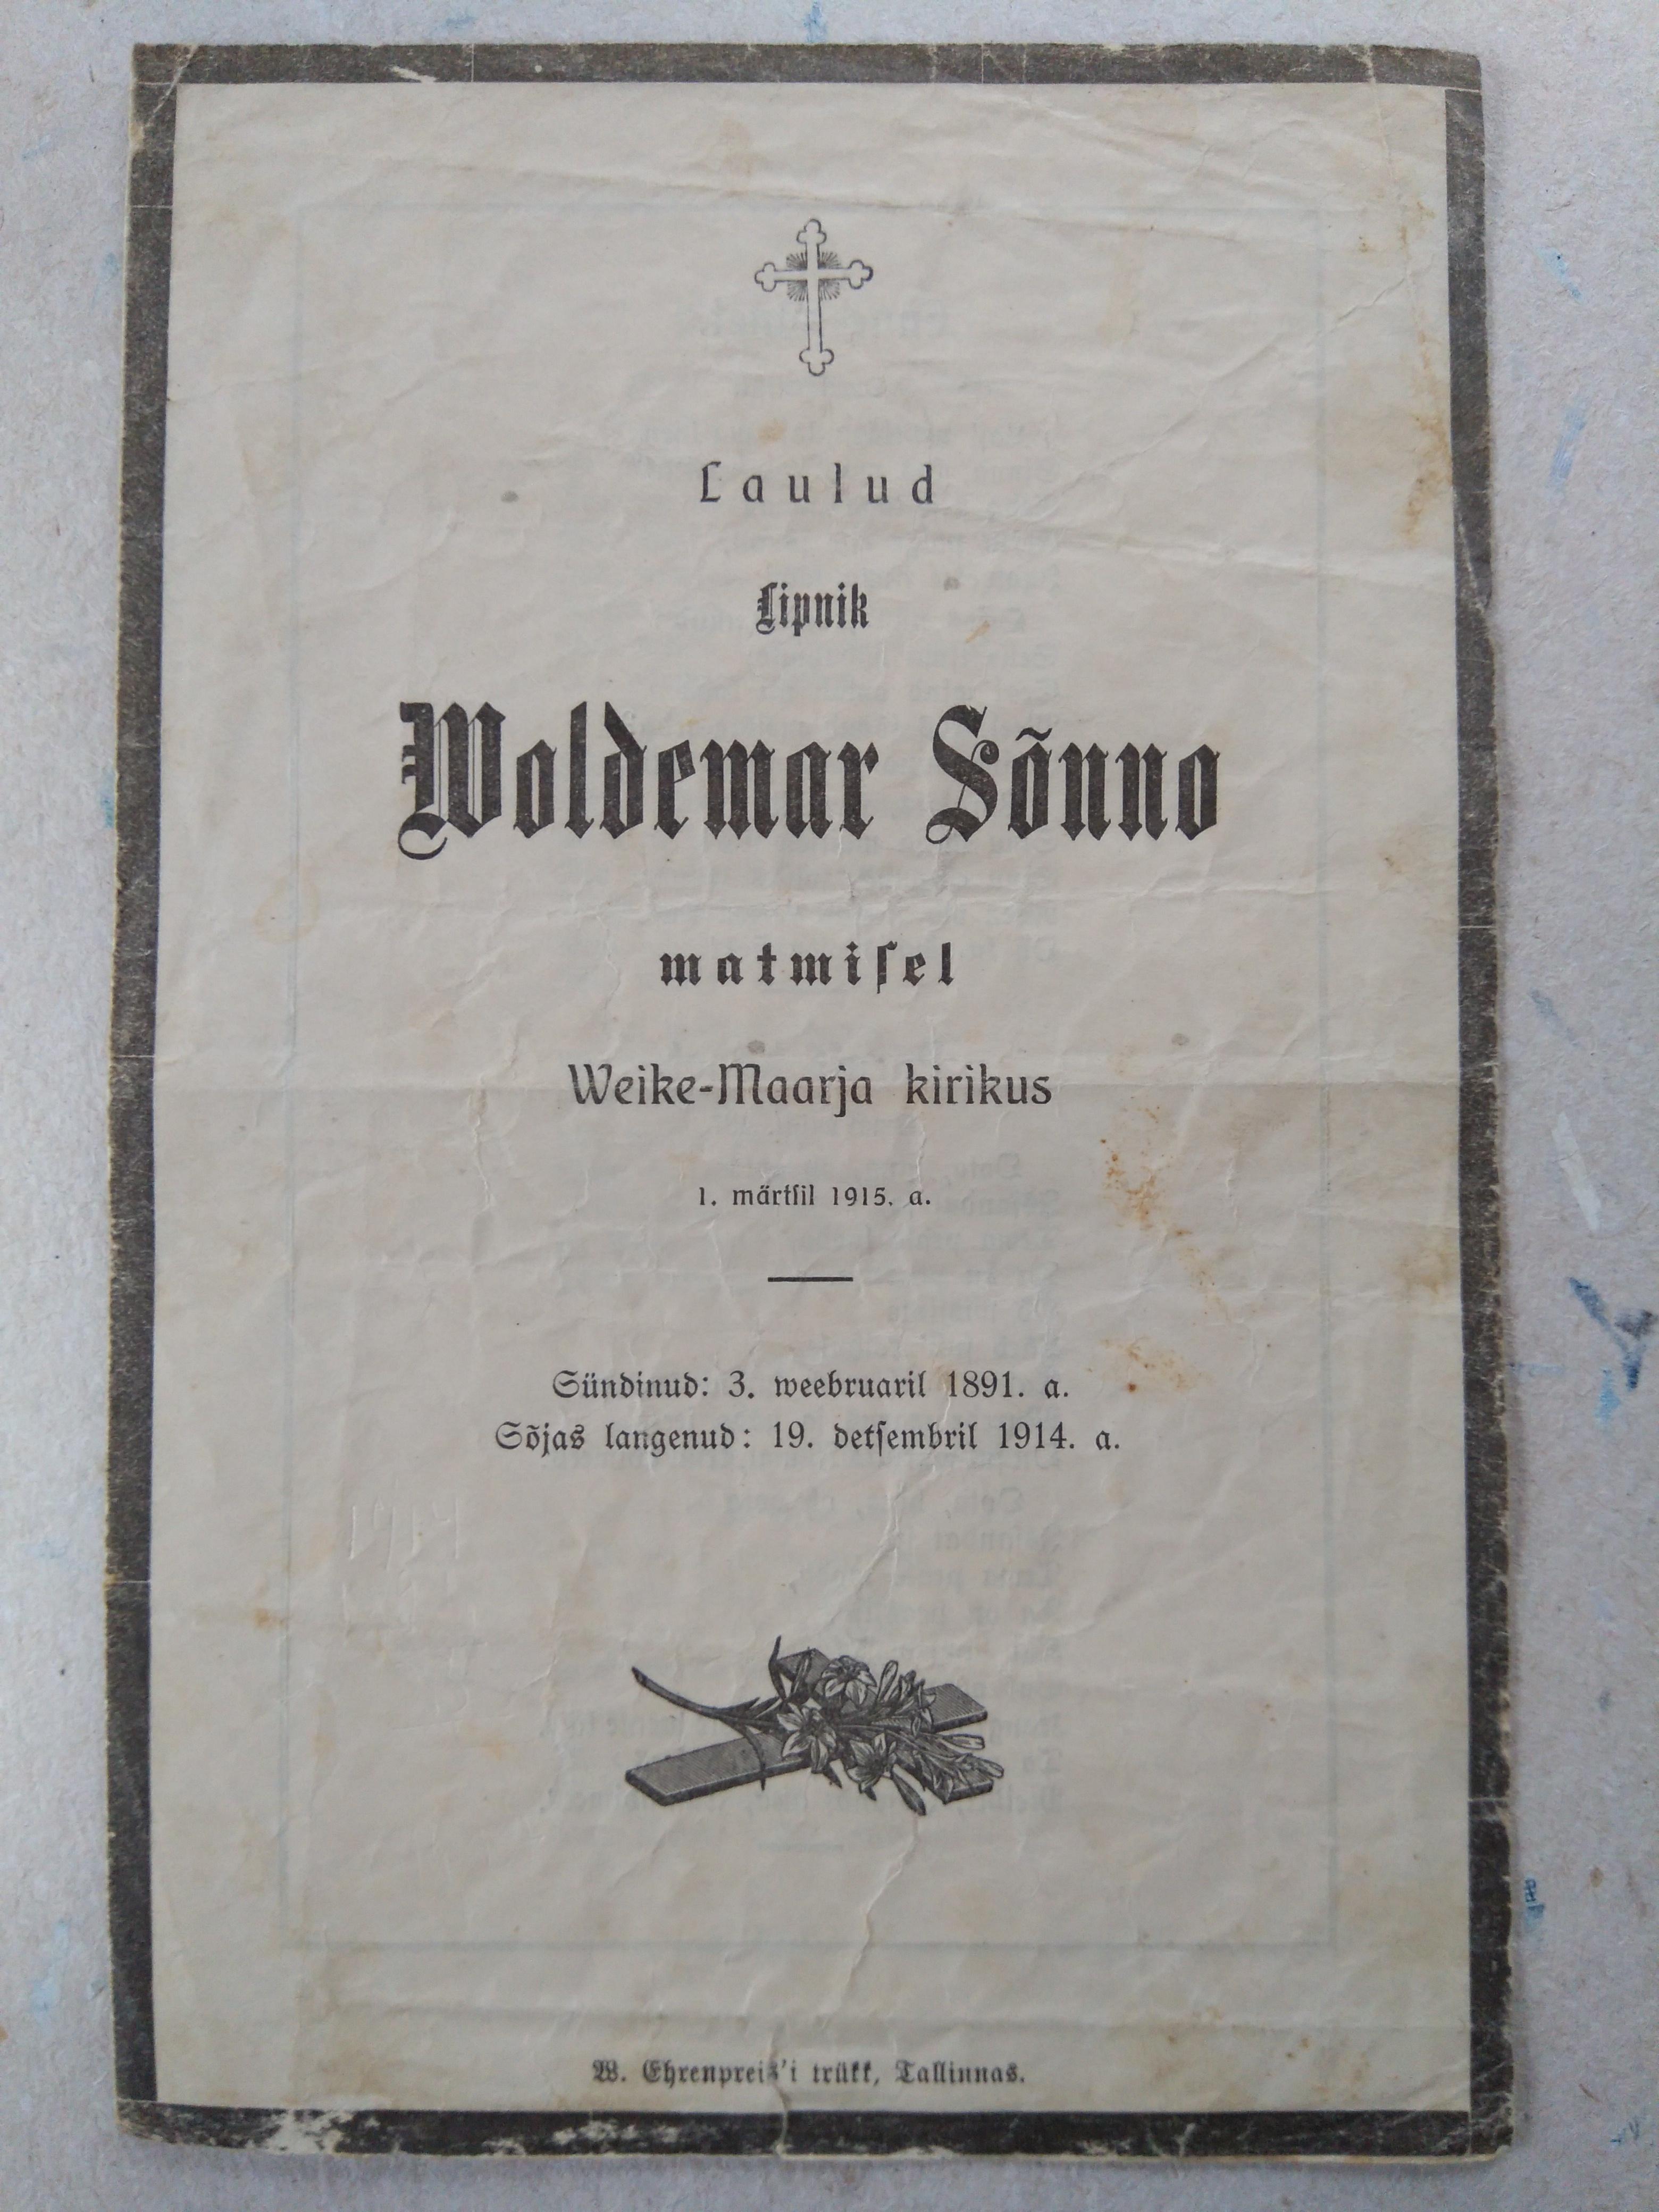 Laulud
Lipnik
Woldemar Sõnno
matmiſel
Weike-Maarja kirikus
1. märtſil 1915. a.
Sündinud: 3. weebruaril 1891. a.
Sõjas langenud: 19. detſembril 1914. a.
W. Ehrenpreis'i trükk, Tallinnas.